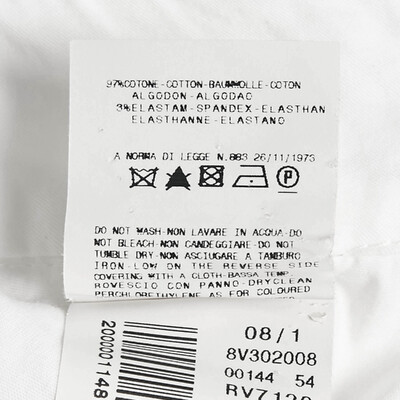 97%COTONE-COTTON-BAUMWOLLE-COTON
ALGODON-ALGODAO
3%ELASTAM-SPANDEX-ELASTHAN
ELASTHANNE-ELASTANO
A NORMA DI LEGGE N.883 26/11/1973
P
DO NOT WASH-NON LAVARE IN ACQUA-DO
NOT BLEACH-NON CANDEGGIARE-DO NOT
TUMBLE DRY-NON ASCIUGARE A TAMBURO
IRON-LOW ON THE REVERSE SIDE
COVERING WITH A CLOTH-BASSA TEMP.
ROVESCIO CON PANNO-DRYCLEAN
PERCHLORETHYLENE AS FOR COLOURED
08/1
8V302008
00144 54
RV7120
2000001148